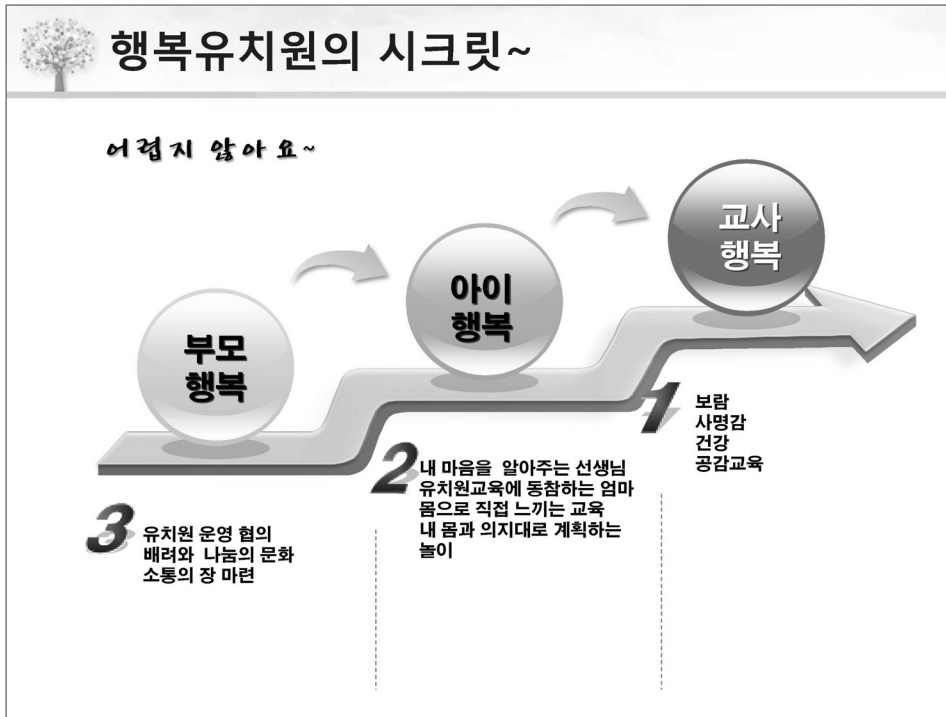 행복유치원의 시크릿~
어렵지 않아요~
부모
행복
아이
행복
교사
행복
3
유치원 운영 협의
배려와 나눔의 문화
소통의 장 마련
2
내 마음을 알아주는 선생님
유치원교육에 동참하는 엄마
몸으로 직접 느끼는 교육
내 몸과 의지대로 계획하는
놀이
1
보람
사명감
건강
공감교육